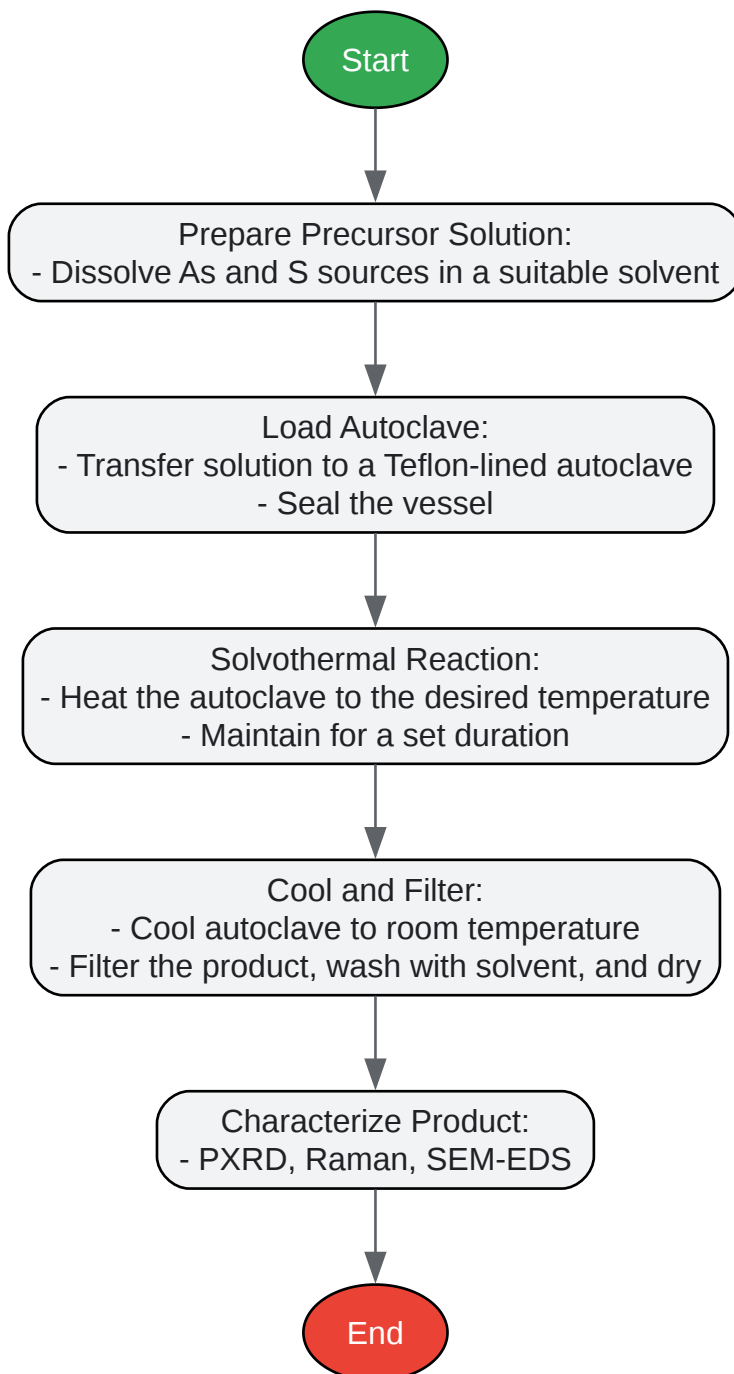 Start
Prepare Precursor Solution:
- Dissolve As and S sources in a suitable solvent
Load Autoclave:
- Transfer solution to a Teflon-lined autoclave
- Seal the vessel
Solvothermal Reaction:
- Heat the autoclave to the desired temperature
- Maintain for a set duration
Cool and Filter:
- Cool autoclave to room temperature
- Filter the product, wash with solvent, and dry
Characterize Product:
- PXRD, Raman, SEM-EDS
End